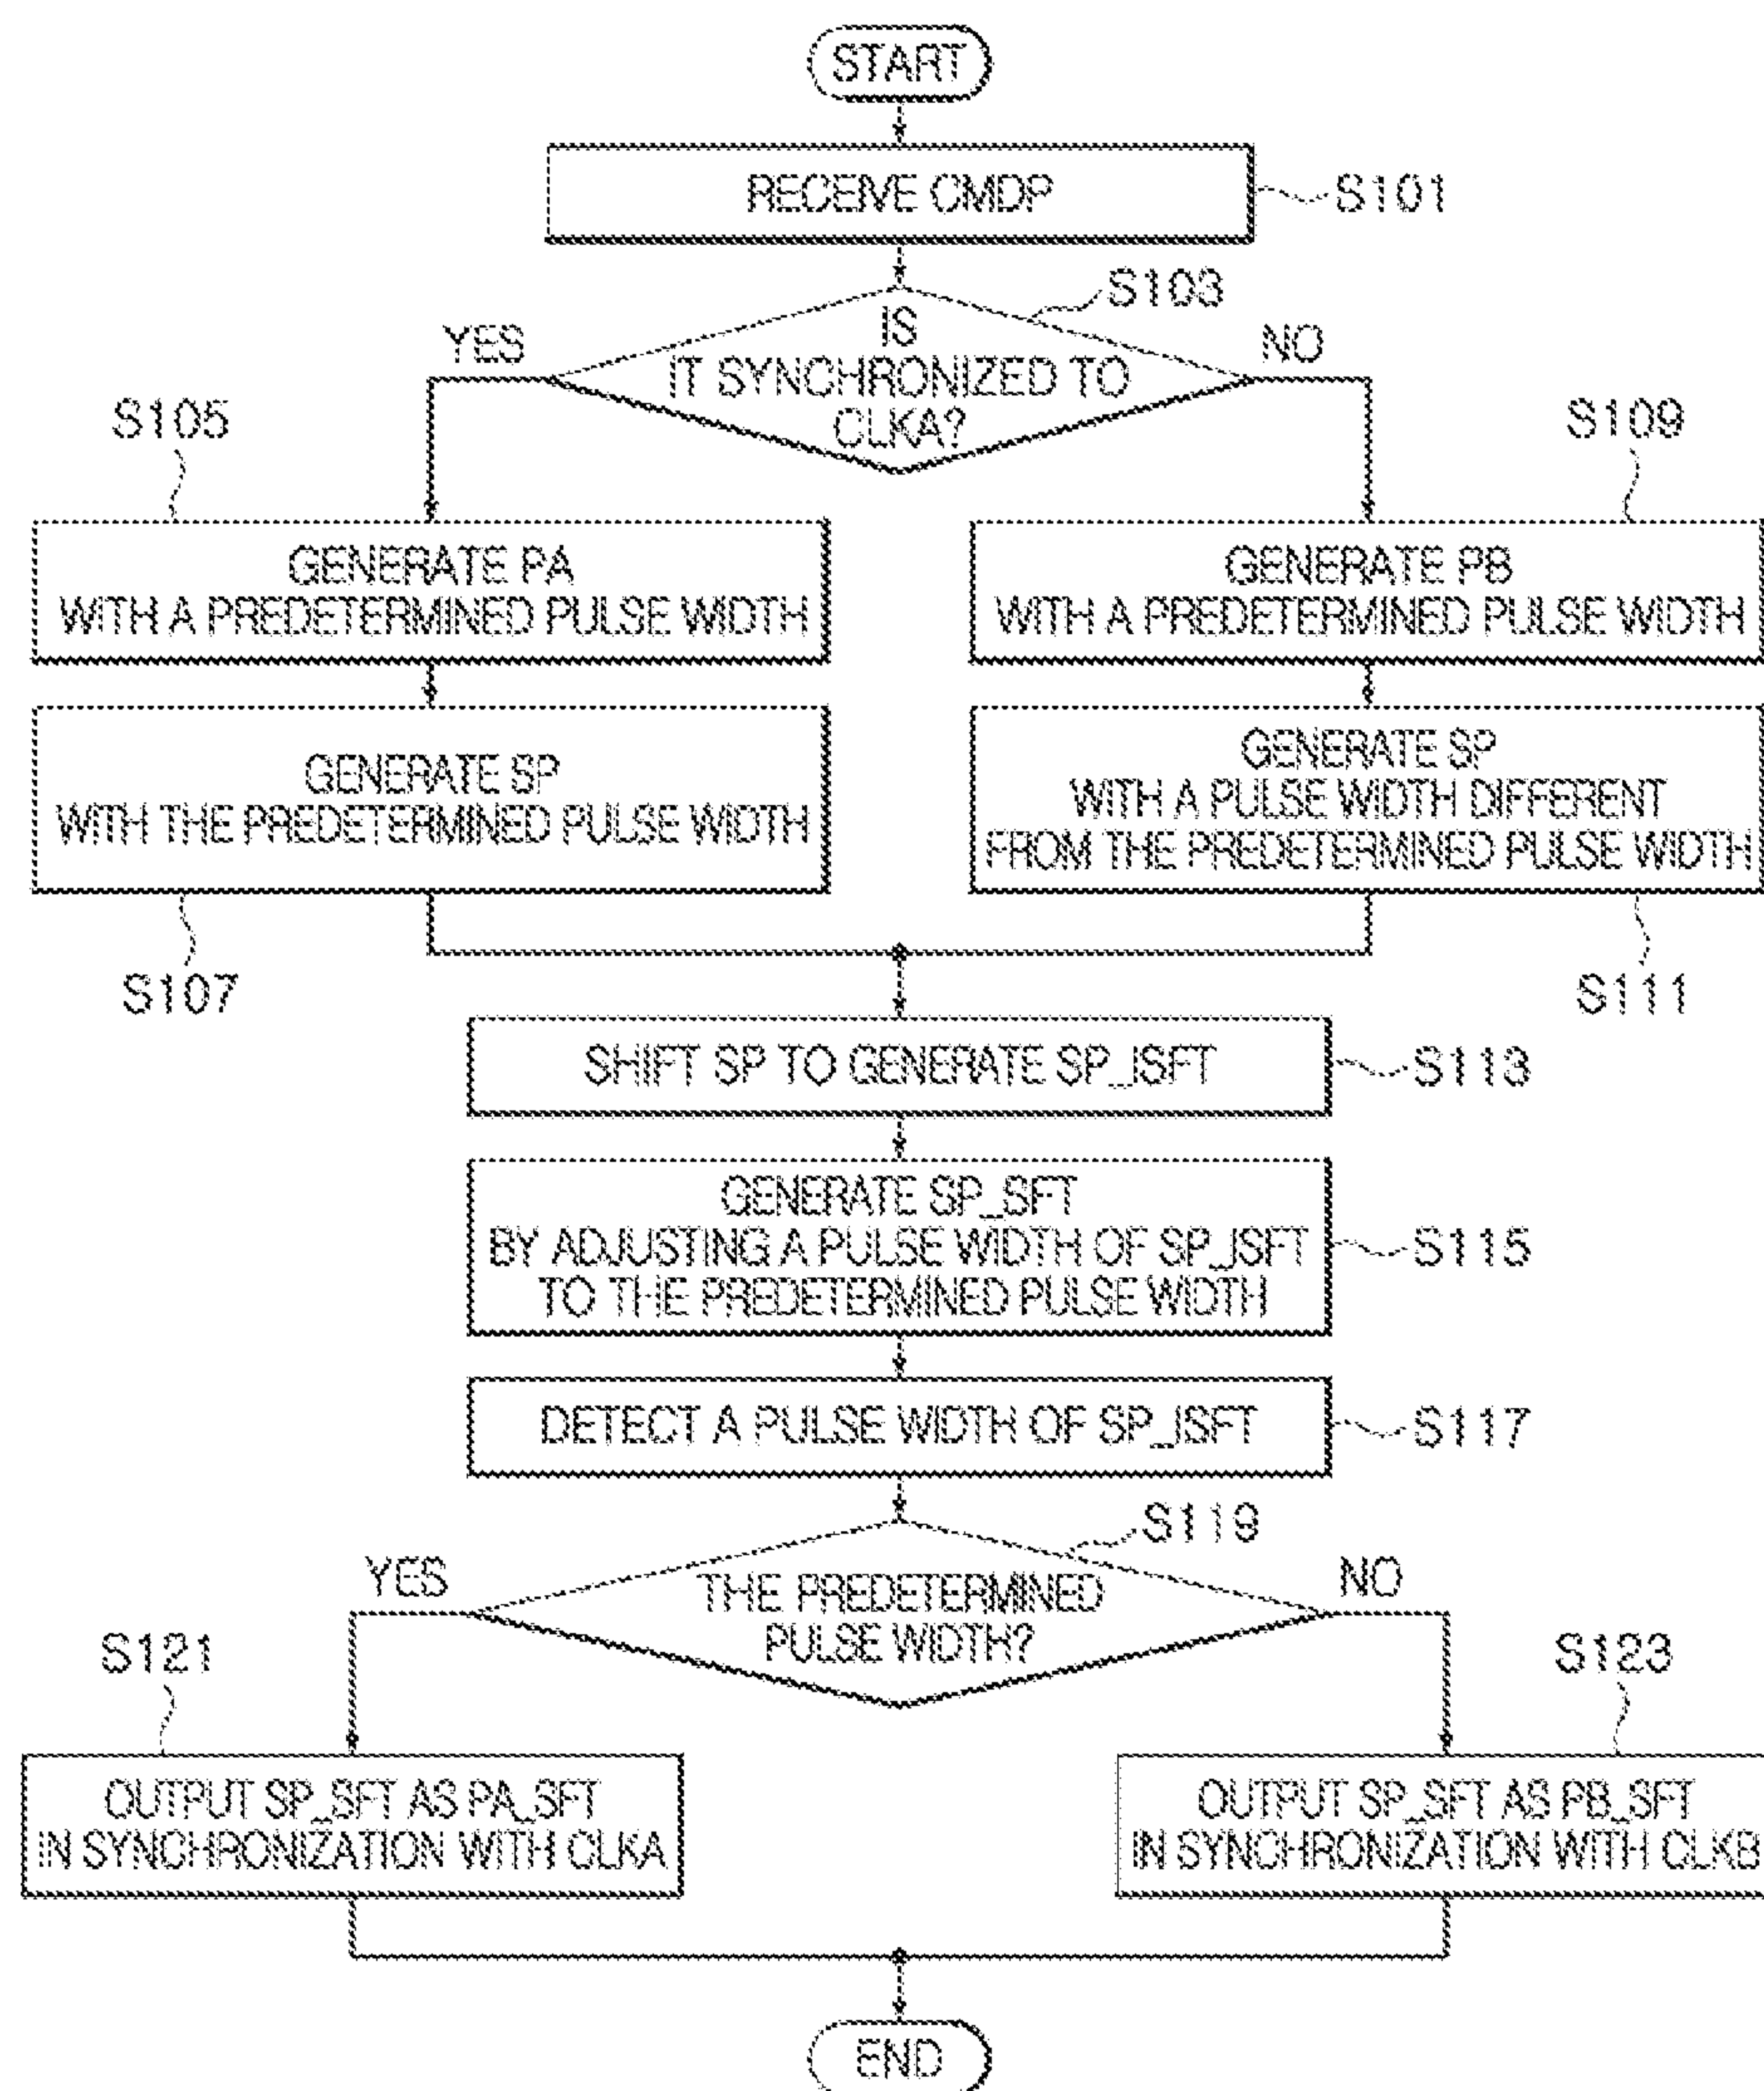 START
RECEIVE CMDP
S101
S103
IS
IT SYNCHRONIZED TO
CLKA?
YES
NO
S105
S109
GENERATE PA
WITH A PREDETERMINED PULSE WIDTH
GENERATE PB
WITH A PREDETERMINED PULSE WIDTH
GENERATE SP
WITH THE PREDETERMINED PULSE WIDTH
GENERATE SP
WITH A PULSE WIDTH DIFFERENT
FROM THE PREDETERMINED PULSE WIDTH
S107
S111
SHIFT SP TO GENERATE SP_ISFT
S113
GENERATE SP_SFT
BY ADJUSTING A PULSE WIDTH OF SP_ISFT
TO THE PREDETERMINED PULSE WIDTH
S115
DETECT A PULSE WIDTH OF SP_ISFT
S117
S119
THE PREDETERMINED
PULSE WIDTH?
YES
NO
S121
S123
OUTPUT SP_SFT AS PA_SFT
IN SYNCHRONIZATION WITH CLKA
OUTPUT SP_SFT AS PB_SFT
IN SYNCHRONIZATION WITH CLKB
END